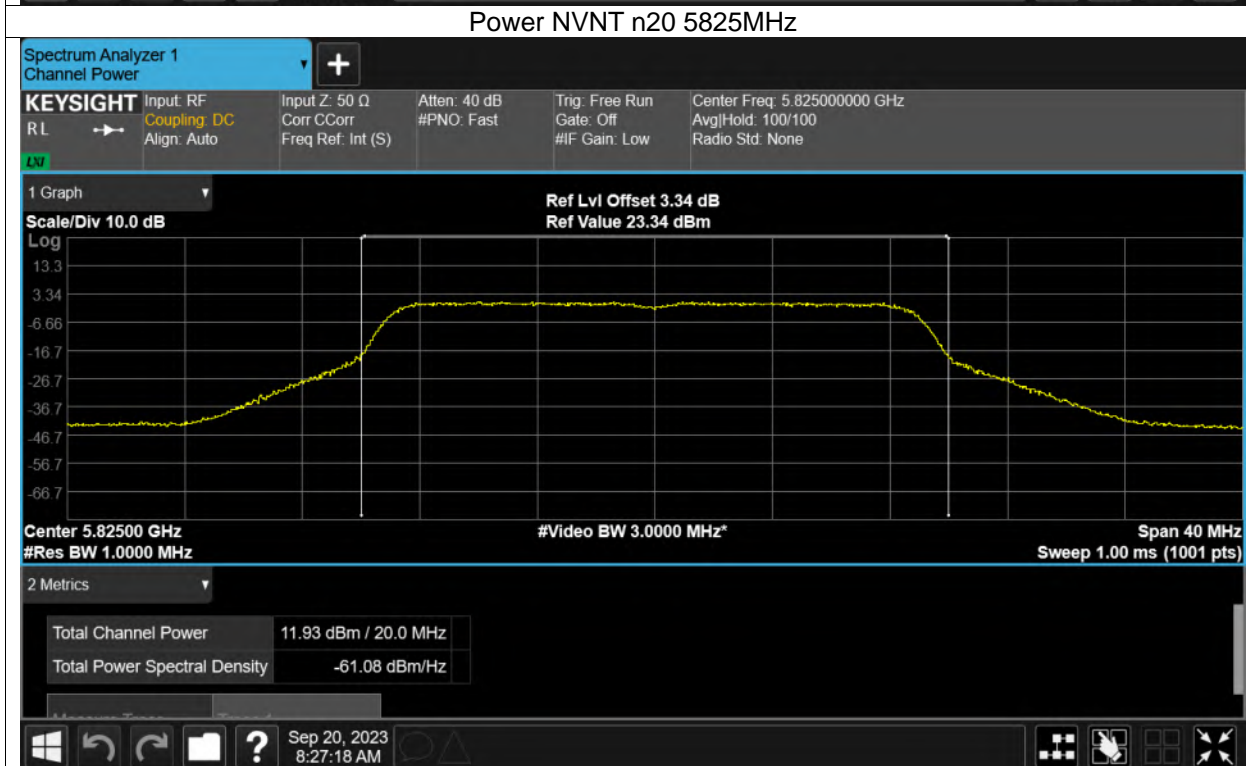 Power NVNT n20 5825MHz
Spectrum Analyzer 1
Channel Power
+
KEYSIGHT
RL
LXI
Input: RF
Coupling: DC
Align: Auto
Input Z: 50 Ω
Corr CCorr
Freq Ref: Int (S)
Atten: 40 dB
#PNO: Fast
Trig: Free Run
Gate: Off
#IF Gain: Low
Center Freq: 5.825000000 GHz
Avg|Hold: 100/100
Radio Std: None
1 Graph
Scale/Div 10.0 dB
Ref Lvl Offset 3.34 dB
Ref Value 23.34 dBm
Log
13.3
3.34
-6.66
-16.7
-26.7
-36.7
-46.7
-56.7
-66.7
Center 5.82500 GHz
#Video BW 3.0000 MHz*
Span 40 MHz
#Res BW 1.0000 MHz
Sweep 1.00 ms (1001 pts)
2 Metrics
Total Channel Power 11.93 dBm / 20.0 MHz
Total Power Spectral Density -61.08 dBm/Hz
?
Sep 20, 2023
8:27:18 AM